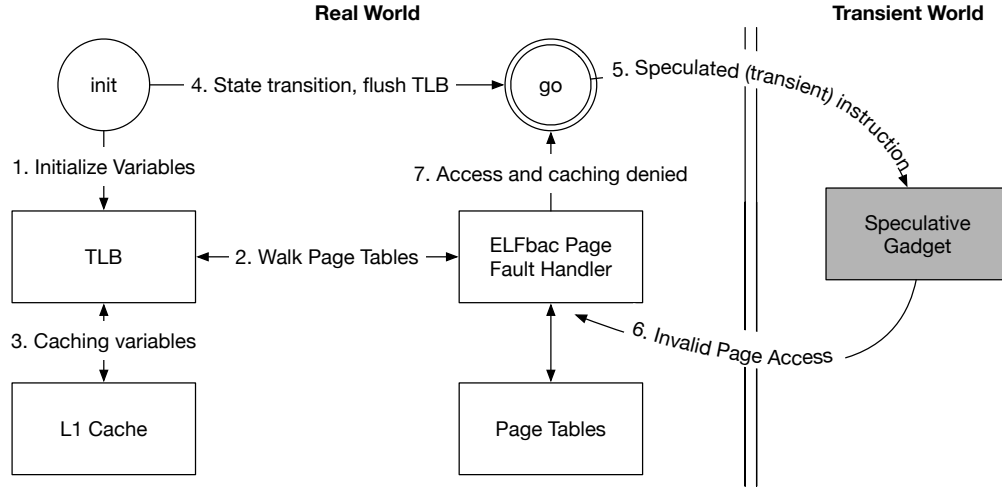 Real World
Transient World
init
4. State transition, flush TLB
go
5. Speculated (transient) instruction
1. Initialize Variables
7. Access and caching denied
TLB
2. Walk Page Tables
ELFbac Page
Fault Handler
Speculative
Gadget
3. Caching variables
6. Invalid Page Access
L1 Cache
Page Tables